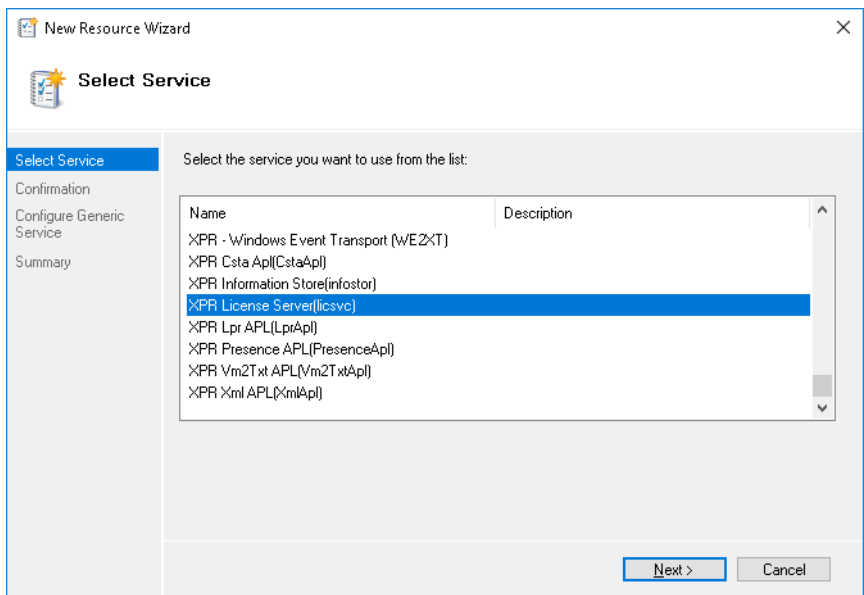 New Resource Wizard
Select Service
Select Service
Confirmation
Configure Generic
Service
Summary
Select the service you want to use from the list:
Name Description
XPR - Windows Event Transport (WE2XT)
XPR Csta Apl(CstaApl)
XPR Information Store(infostor)
XPR License Server(licsvc)
XPR Lpr APL(LprApl)
XPR Presence APL(PresenceApl)
XPR Vm2Txt APL(Vm2TxtApl)
XPR Xml APL(XmlApl)
Next > Cancel